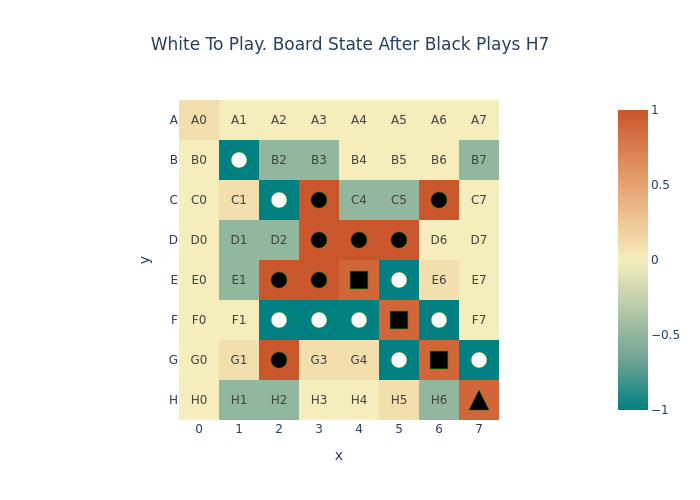 White To Play. Board State After Black Plays H7
A A0 A1 A2 A3 A4 A5 A6 A7
B B0 B2 B3 B4 B5 B6 B7
C C0 C1 C4 C5 C7
D D0 D1 D2 D6 D7
E E0 E1 E6 E7
F F0 F1 F7
G G0 G1 G3 G4
H H0 H1 H2 H3 H4 H5 H6
0 1 2 3 4 5 6 7
x
y
1
0.5
0
−0.5
−1